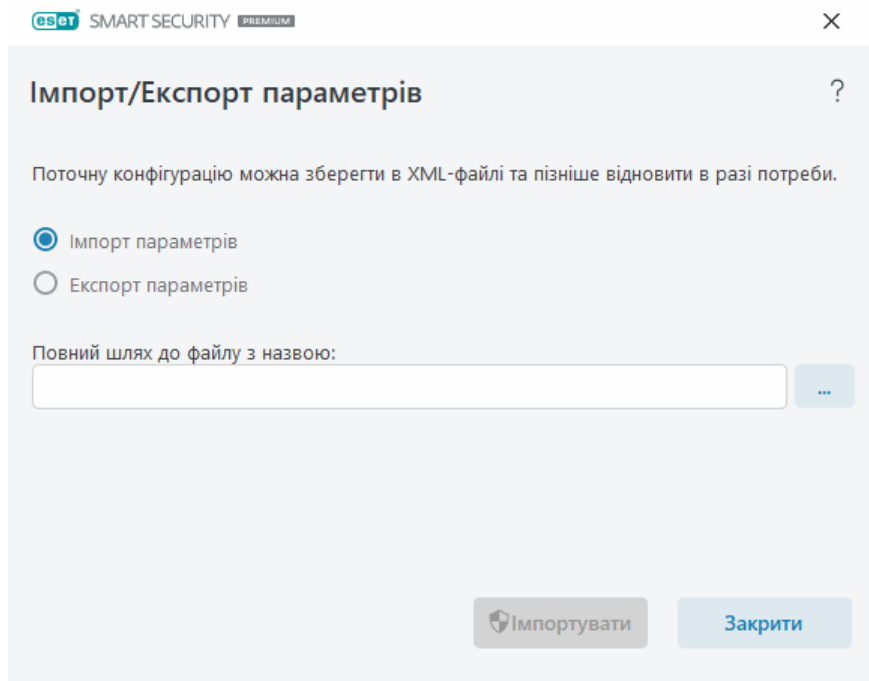 eset SMART SECURITY PREMIUM
Імпорт/Експорт параметрів
?
Поточну конфігурацію можна зберегти в XML-файлі та пізніше відновити в разі потреби.
Імпорт параметрів
Експорт параметрів
Повний шлях до файлу з назвою:
...
Імпортувати
Закрити